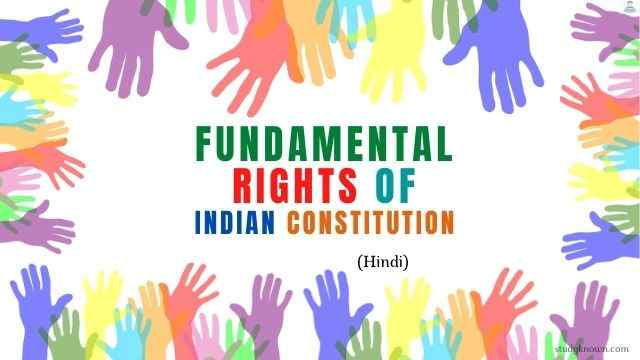 FUNDAMENTAL
RIGHTS OF
INDIAN CONSTITUTION
(Hindi)
studyknown.com